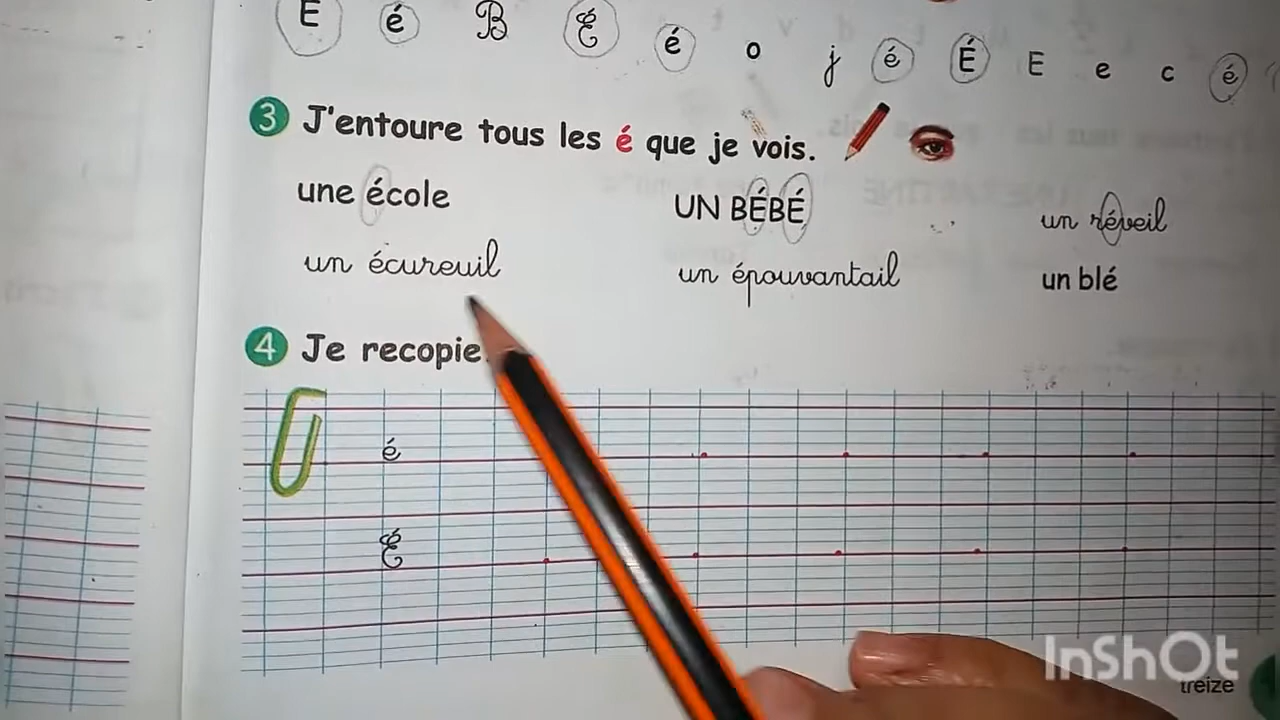 E é B É é o j é É E e c é
3 J'entoure tous les é que je vois.
une école UN BÉBÉ un réveil
un écureuil un épouvantail un blé
4 Je recopie.
é
É
InShOt
treize